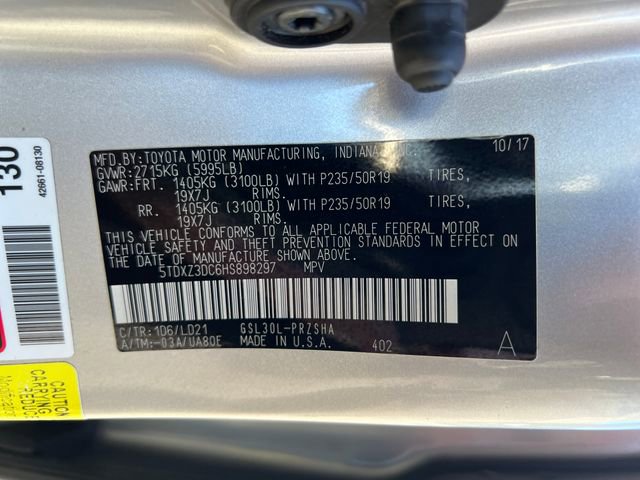 MFD.BY:TOYOTA MOTOR MANUFACTURING, INDIANA, INC. 10/17
GVWR:2715KG (5995LB)
GAWR:FRT. 1405KG (3100LB) WITH P235/50R19 TIRES,
19X7J RIMS
RR. 1405KG (3100LB) WITH P235/50R19 TIRES,
19X7J RIMS.
THIS VEHICLE CONFORMS TO ALL APPLICABLE FEDERAL MOTOR
VEHICLE SAFETY AND THEFT PREVENTION STANDARDS IN EFFECT ON
THE DATE OF MANUFACTURE SHOWN ABOVE.
5TDXZ3DC6HS898297 MPV
C/TR:1D6/LD21 GSL30L-PRZSHA
A/TM:-03A/UA80E MADE IN U.S.A. 402 A
130
42661-08130
CAUTION
CARRYING
REDUCE